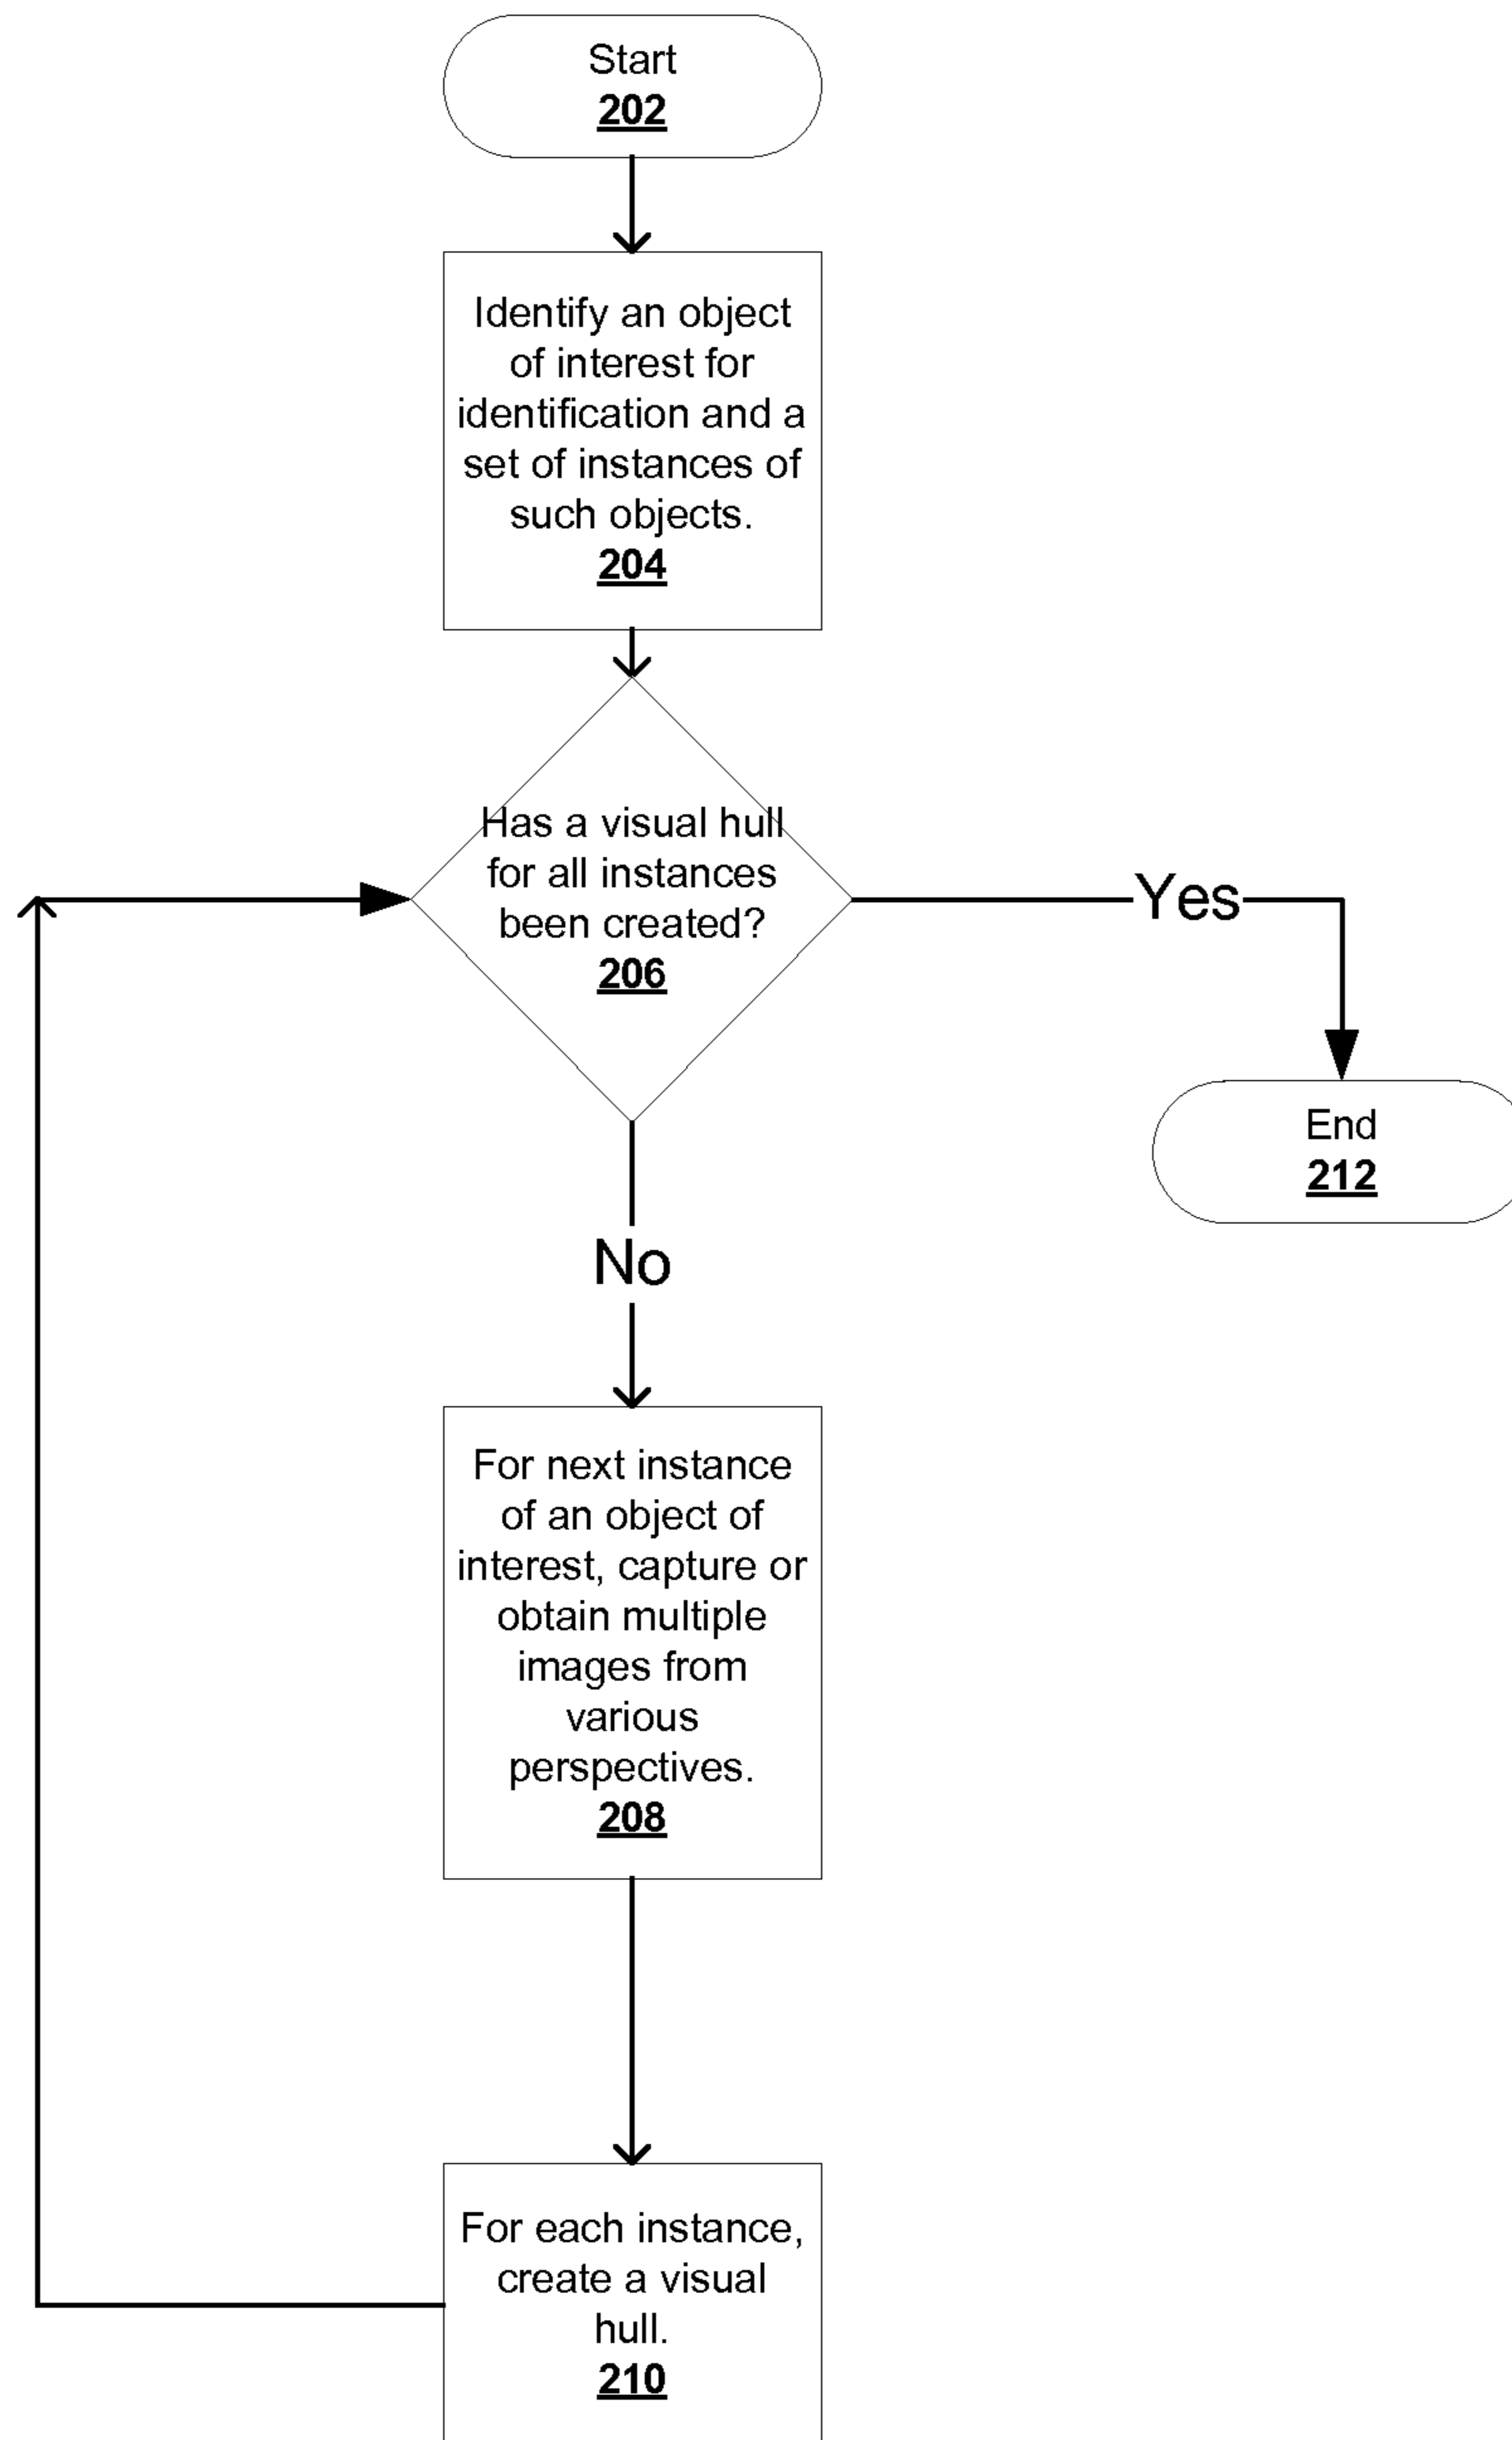 Start
202
Identify an object
of interest for
identification and a
set of instances of
such objects.
204
Has a visual hull
for all instances
been created?
206
Yes
End
212
No
For next instance
of an object of
interest, capture or
obtain multiple
images from
various
perspectives.
208
For each instance,
create a visual
hull.
210